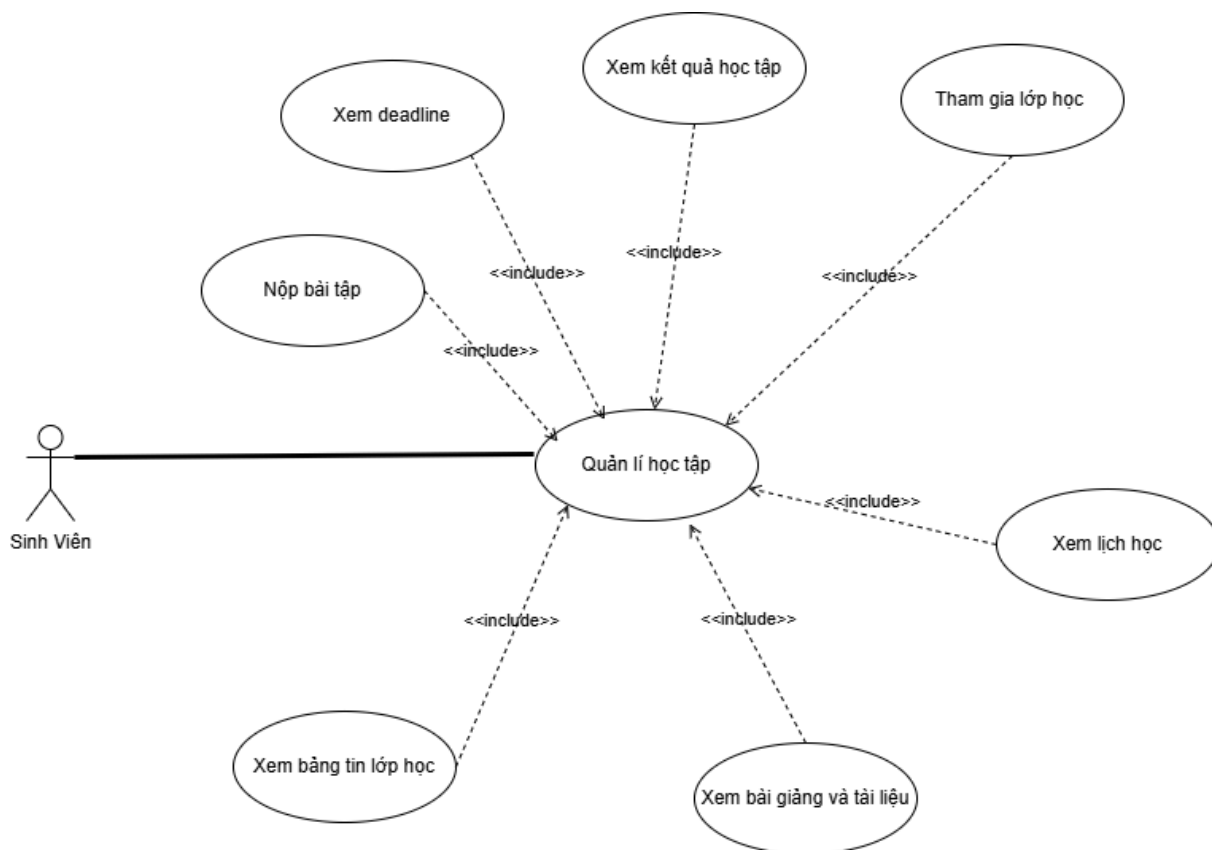 Xem kết quả học tập
Tham gia lớp học
Xem deadline
<<include>>
<<include>>
<<include>>
Nộp bài tập
<<include>>
Quản lí học tập
Sinh Viên
<<include>>
Xem lịch học
<<include>>
<<include>>
Xem bảng tin lớp học
Xem bài giảng và tài liệu